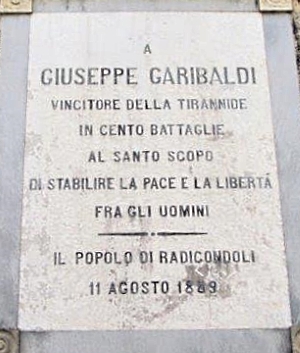 A
GIUSEPPE GARIBALDI
VINCITORE DELLA TIRANNIDE
IN CENTO BATTAGLIE
AL SANTO SCOPO
DI STABILIRE LA PACE E LA LIBERTÀ
FRA GLI UOMINI
IL POPOLO DI RADICONDOLI
11 AGOSTO 1889